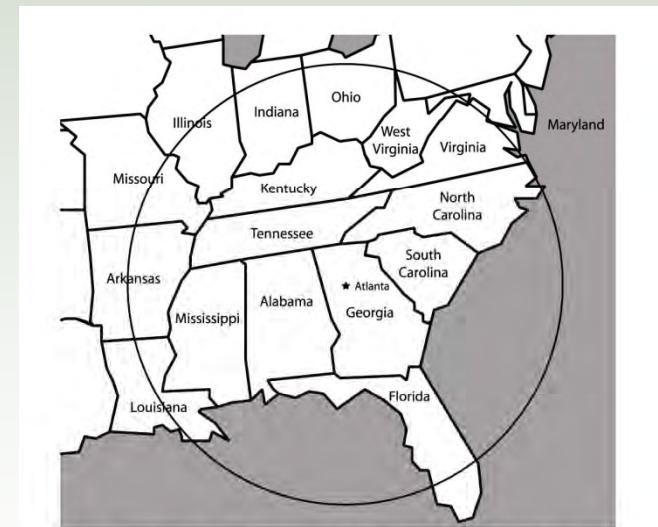 Ohio
Indiana
Illinois
Maryland
West
Virginia
Virginia
Missouri
Kentucky
North
Carolina
Tennessee
South
Carolina
Arkansas
Atlanta
Alabama
Georgia
Mississippi
Florida
Louisiana